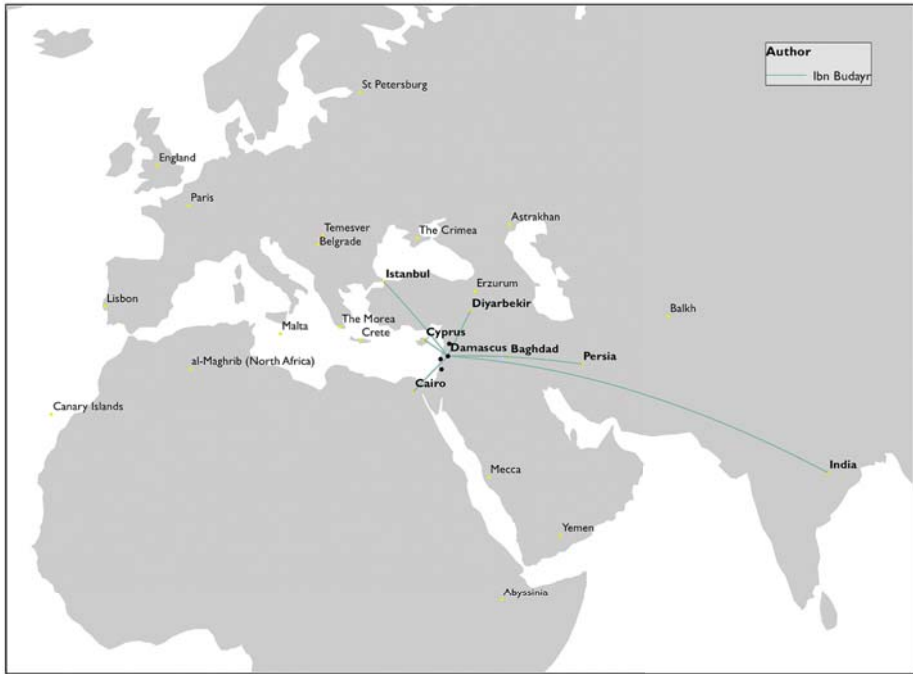 Author
Ibn Budayr
St Petersburg
England
Paris
Astrakhan
Temesver
The Crimea
Belgrade
Istanbul
Erzurum
Lisbon
Diyarbekir
Balkh
The Morea
Malta
Cyprus
Crete
Damascus
Baghdad
Persia
al-Maghrib (North Africa)
Cairo
Canary Islands
India
Mecca
Yemen
Abyssinia